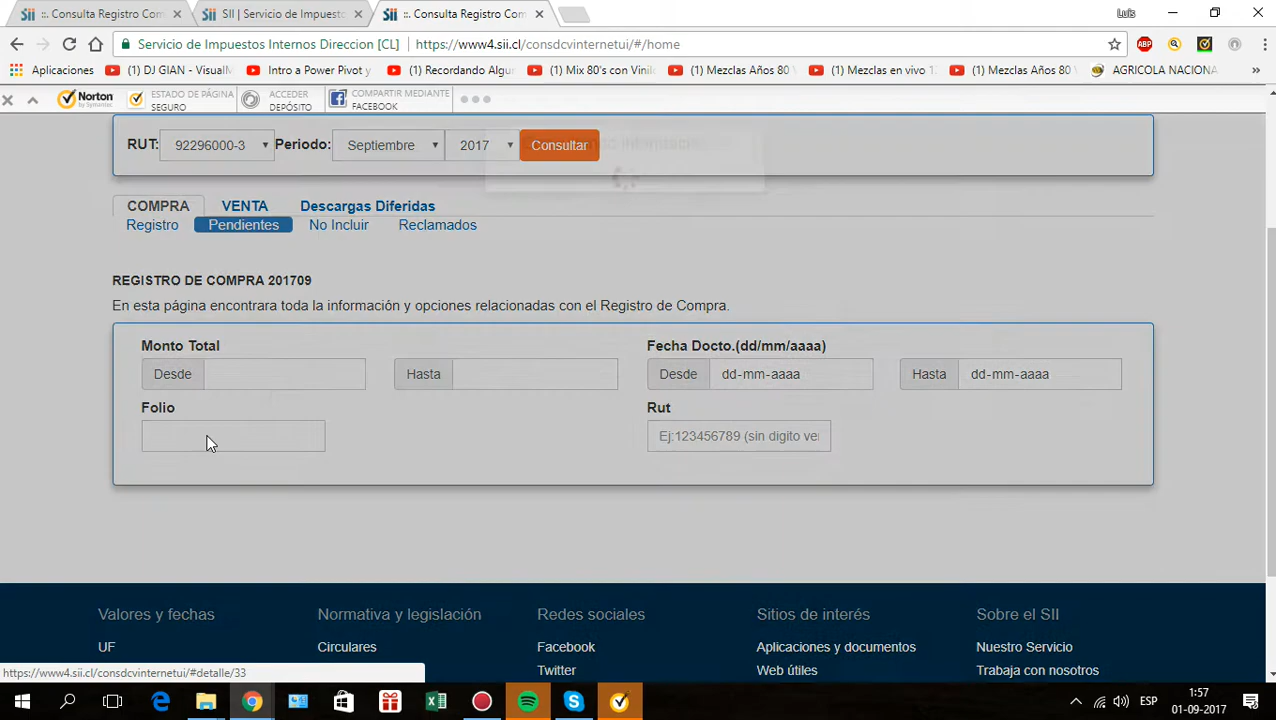 :: Consulta Registro Com
SII | Servicio de Impuesto
:: Consulta Registro Com
Luis
Servicio de Impuestos Internos Direccion [CL]
https://www4.sii.cl/consdcvinternetui/#/home
ABP
Aplicaciones
(1) DJ GIAN - VisualM
Intro a Power Pivot y
(1) Recordando Algu
(1) Mix 80's con Vinilo
(1) Mezclas Años 80
(1) Mezclas en vivo 1
(1) Mezclas Años 80
AGRICOLA NACIONA
»
Norton
by Symantec
ESTADO DE PÁGINA
SEGURO
ACCEDER
DEPÓSITO
COMPARTIR MEDIANTE
FACEBOOK
RUT:
92296000-3
Periodo:
Septiembre
2017
Consultar
COMPRA
VENTA
Descargas Diferidas
Registro
Pendientes
No Incluir
Reclamados
REGISTRO DE COMPRA 201709
En esta página encontrara toda la información y opciones relacionadas con el Registro de Compra.
Monto Total
Fecha Docto.(dd/mm/aaaa)
Desde
Hasta
Desde
dd-mm-aaaa
Hasta
dd-mm-aaaa
Folio
Rut
Ej:123456789 (sin digito ve
Valores y fechas
Normativa y legislación
Redes sociales
Sitios de interés
Sobre el SII
UF
Circulares
Facebook
Aplicaciones y documentos
Nuestro Servicio
Twitter
Web útiles
Trabaja con nosotros
https://www4.sii.cl/consdcvinternetui/#detalle/33
ESP
1:57
01-09-2017